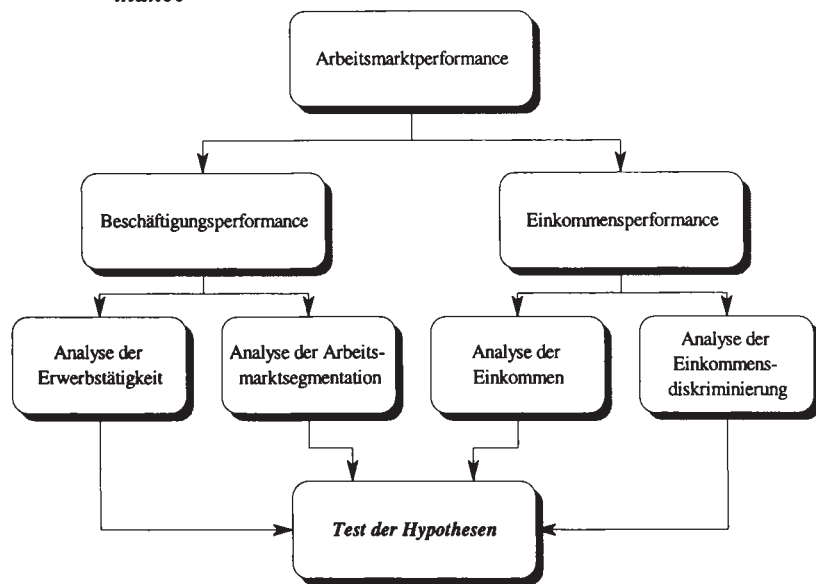 Arbeitsmarktperformance
Beschäftigungsperformance
Einkommensperformance
Analyse der
Erwerbstätigkeit
Analyse der Arbeits-
marktsegmentation
Analyse der
Einkommen
Analyse der
Einkommens-
diskriminierung
Test der Hypothesen